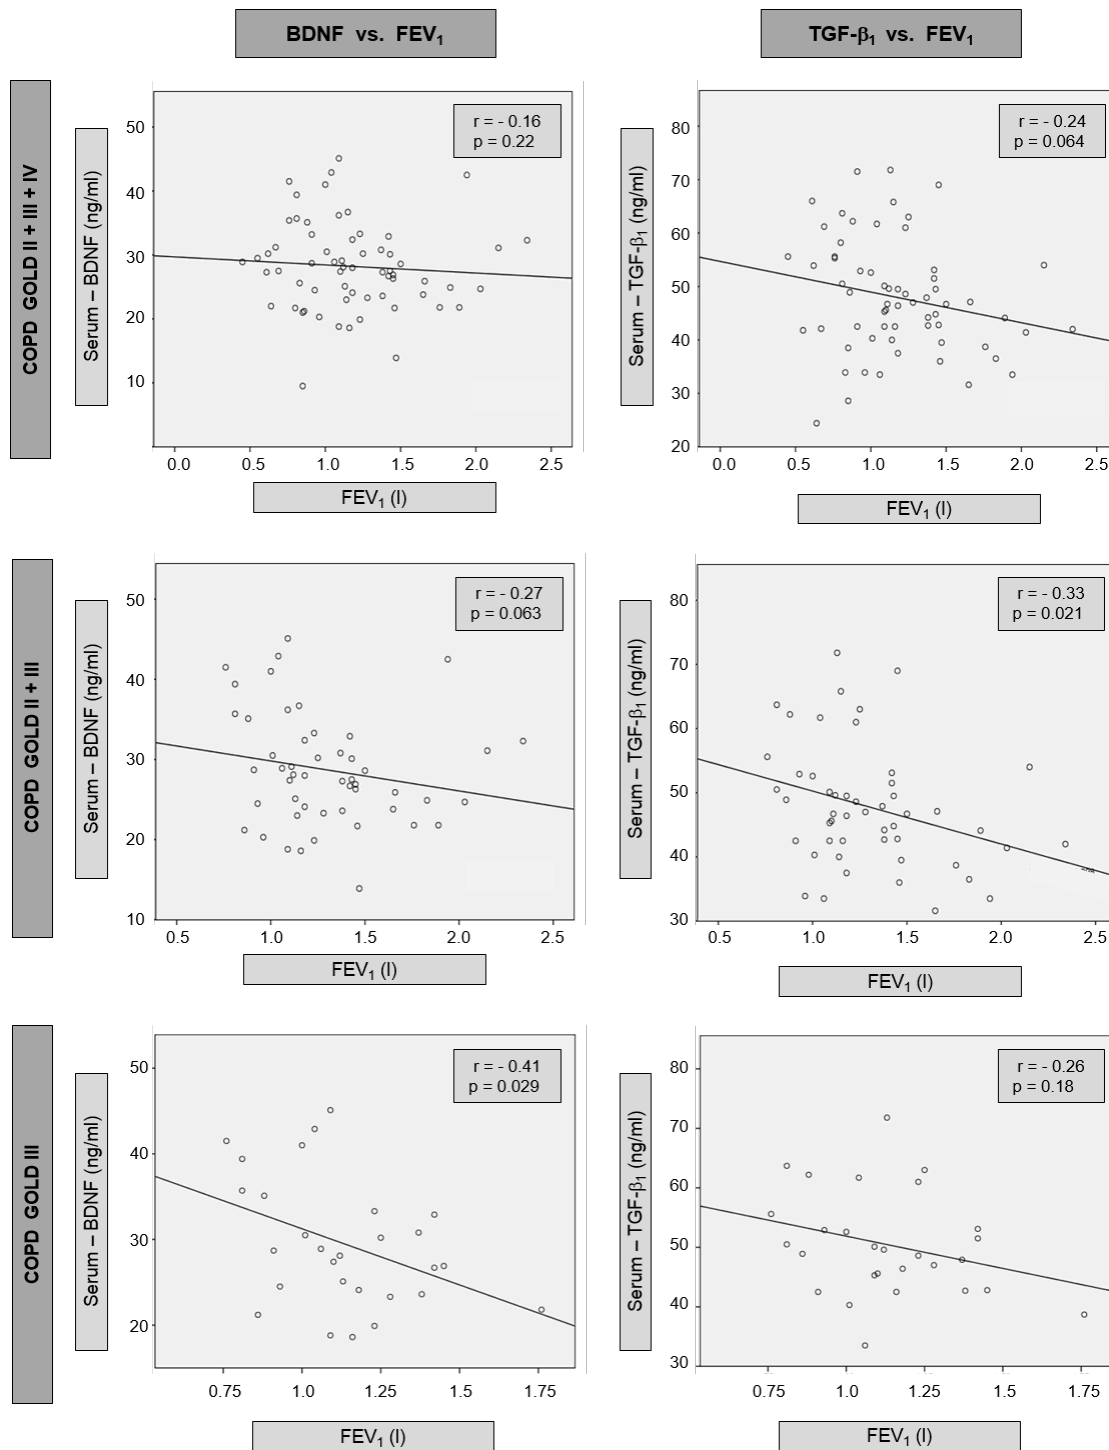 BDNF vs. FEV₁
TGF-β₁ vs. FEV₁
COPD GOLD II + III + IV
Serum – BDNF (ng/ml)
50
40
30
20
10
r = - 0.16
p = 0.22
0.0 0.5 1.0 1.5 2.0 2.5
FEV₁ (l)
Serum – TGF-β₁ (ng/ml)
80
70
60
50
40
30
20
r = - 0.24
p = 0.064
0.0 0.5 1.0 1.5 2.0 2.5
FEV₁ (l)
COPD GOLD II + III
Serum – BDNF (ng/ml)
50
40
30
20
10
r = - 0.27
p = 0.063
0.5 1.0 1.5 2.0 2.5
FEV₁ (l)
Serum – TGF-β₁ (ng/ml)
80
70
60
50
40
30
r = - 0.33
p = 0.021
0.5 1.0 1.5 2.0 2.5
FEV₁ (l)
COPD GOLD III
Serum – BDNF (ng/ml)
50
40
30
20
r = - 0.41
p = 0.029
0.75 1.0 1.25 1.5 1.75
FEV₁ (l)
Serum – TGF-β₁ (ng/ml)
80
70
60
50
40
30
r = - 0.26
p = 0.18
0.75 1.0 1.25 1.5 1.75
FEV₁ (l)